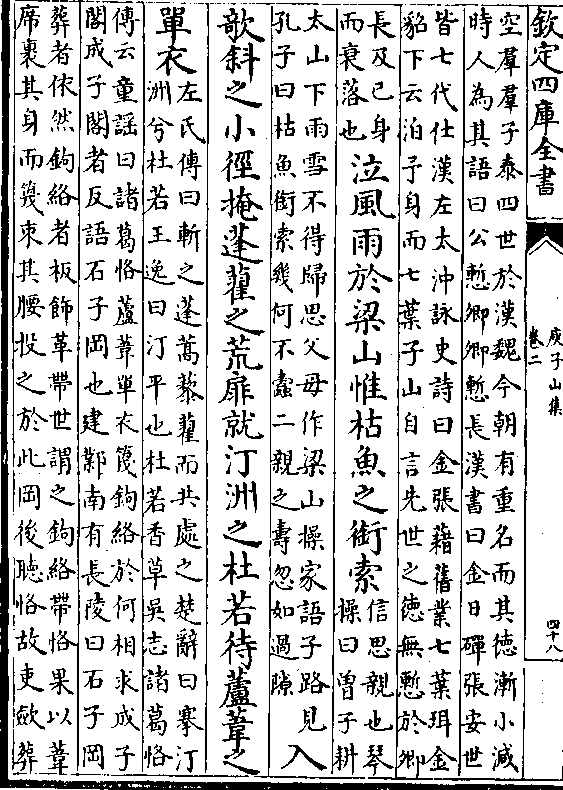 欽定四庫全書
庾子山集
卷二
四十八
空羣羣子泰四世於漢魏今朝有重名而其德漸小減
時人為其語曰公慙卿卿慙長漢書曰金日磾張安世
皆七代仕漢左太沖詠史詩曰金張藉舊業七葉珥金
貂下云泊予身而七葉子山自言先世之德無慙於卿
長及已身
而衰落也
泣風雨於梁山惟枯魚之銜索
信思親也琴
操曰曾子耕
太山下雨雪不得歸思父母作梁山操家語子路見
孔子曰枯魚銜索幾何不蠹二親之壽忽如過隙
入
欹斜之小徑掩蓬藋之荒扉就汀洲之杜若待蘆葦之
單衣
左氏傳曰斬之蓬蒿藜藋而共處之楚辭曰搴汀
洲兮杜若王逸曰汀平也杜若香草吳志諸葛恪
傳云童謡曰諸葛恪蘆葦單衣篾鉤絡於何相求成子
閤成子閤者反語石子岡也建鄴南有長陵曰石子岡
葬者依然鉤絡者板飾革帶世謂之鉤絡帶恪果以葦
席裹其身而篾束其腰投之於此岡後聽恪故吏歛葬